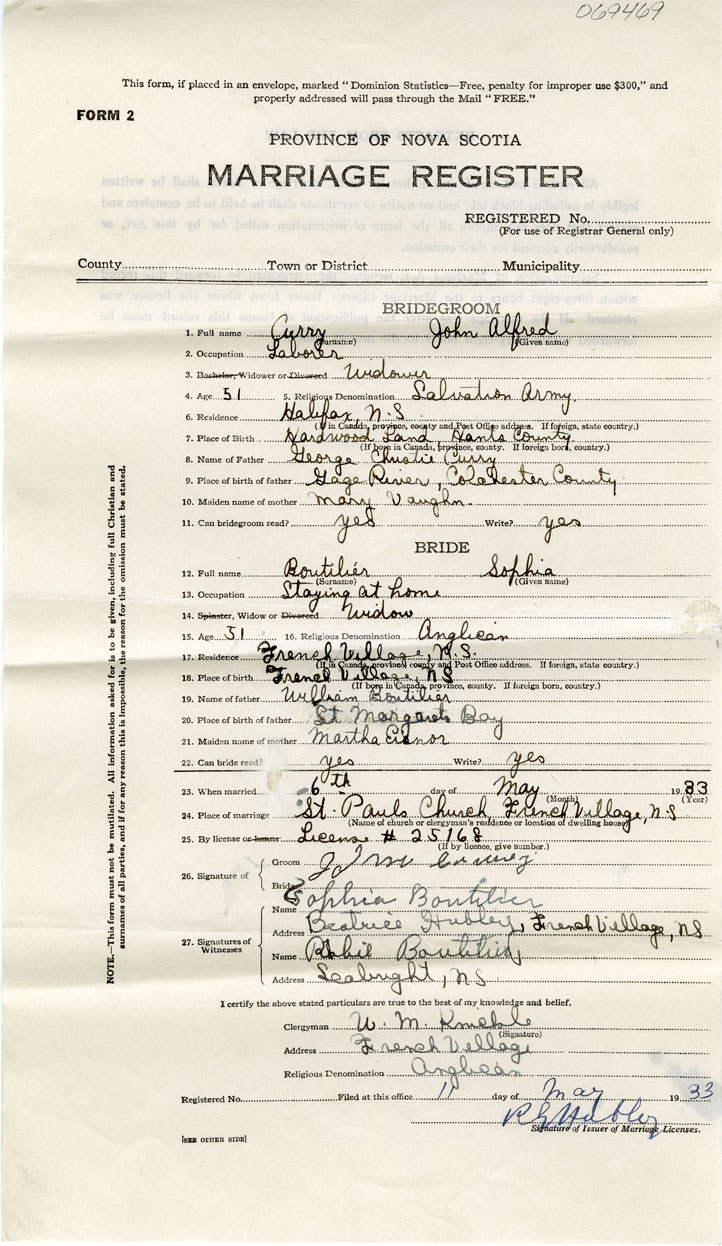 069469
This form, if placed in an envelope, marked "Dominion Statistics—Free, penalty for improper use $300," and
properly addressed will pass through the Mail "FREE."
FORM 2
PROVINCE OF NOVA SCOTIA
MARRIAGE REGISTER
REGISTERED No.
(For use of Registrar General only)
County Town or District Municipality
BRIDEGROOM
1. Full name Curry John Alfred
(Surname) (Given name)
2. Occupation Laborer
3. Bachelor, Widower or Divorced Widower
4. Age 51 5. Religious Denomination Salvation Army
6. Residence Halifax, N.S
(If in Canada, province, county and Post Office address. If foreign, state country.)
7. Place of Birth Hardwood Land, Hants County
(If born in Canada, province, county. If foreign born, country.)
8. Name of Father George Christie Curry
9. Place of birth of father Gage River, Colchester County
10. Maiden name of mother Mary Vaughn.
11. Can bridegroom read? yes Write? yes
BRIDE
12. Full name Boutilier Sophia
(Surname) (Given name)
13. Occupation Staying at home
14. Spinster, Widow or Divorced Widow
15. Age 51 16. Religious Denomination Anglican
17. Residence French Village, N.S.
(If in Canada, province, county and Post Office address. If foreign, state country.)
18. Place of birth French Village, NS
(If born in Canada, province, county. If foreign born, country.)
19. Name of father William Boutilier
20. Place of birth of father St Margarets Bay
21. Maiden name of mother Martha
22. Can bride read? yes Write? yes
23. When married 6th day of May 1933
(Month) (Year)
24. Place of marriage St. Pauls Church, French Village, N.S
(Name of church or clergyman's residence or location of dwelling house)
25. By license or banns License # 25168
(If by licence, give number.)
26. Signature of
Groom
Bride Sophia Boutilier
27. Signatures of Witnesses
Name Beatrice Hubley, French Village, NS
Address
Name Boutilier
Address Seabright, NS
I certify the above stated particulars are true to the best of my knowledge and belief.
Clergyman W. M.
(Signature)
Address French Village
Religious Denomination Anglican
Registered No. Filed at this office 11 day of May 1933
R G Hubley
Signature of Issuer of Marriage Licenses.
[SEE OTHER SIDE]
NOTE.—This form must not be mutilated. All information asked for is to be given, including full Christian and
surnames of all parties, and if for any reason this is impossible, the reason for the omission must be stated.